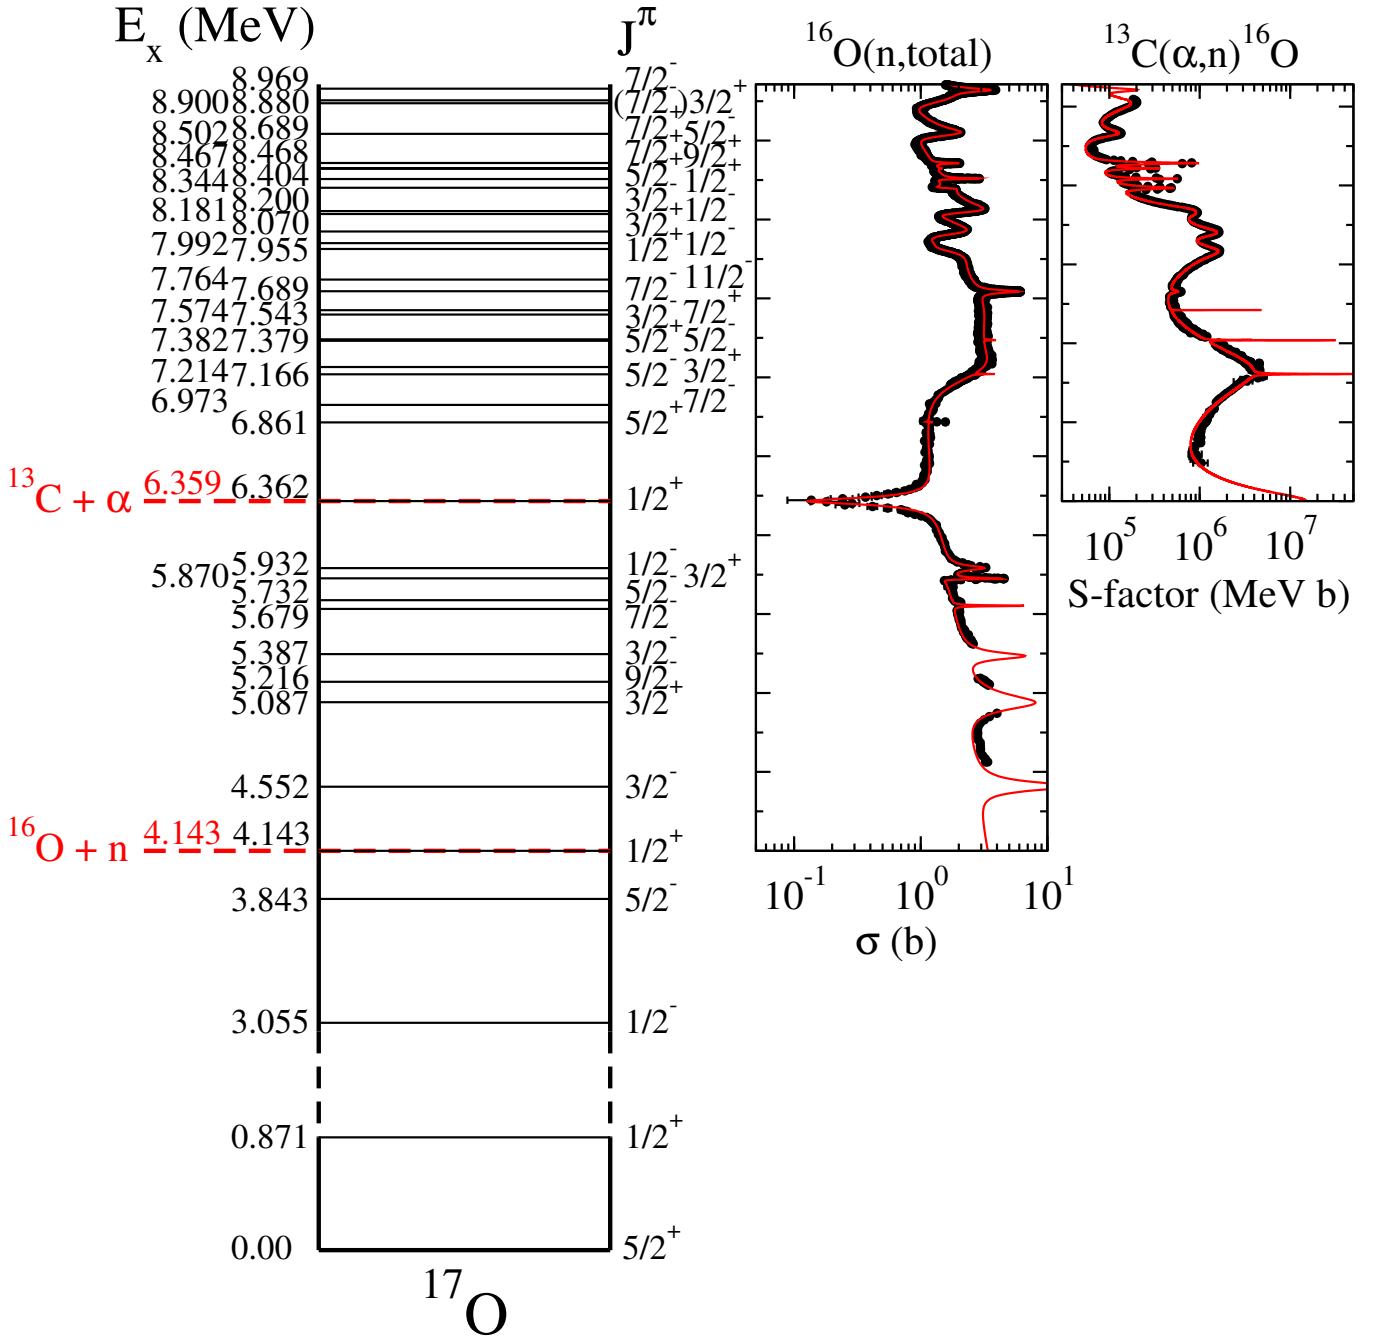 Eₓ (MeV) J^π ¹⁶O(n,total) ¹³C(α,n)¹⁶O
8.969 7/2⁻
8.900 8.880 (7/2₊)3/2⁺
8.502 8.689 7/2₊5/2⁻
8.467 8.468 7/2₊9/2₊
8.344 8.404 5/2₋ 1/2⁺
8.200 3/2⁻
8.181 8.070 3/2₊1/2⁻
7.992 7.955 1/2⁺ 1/2⁻
7.764 11/2⁻
7.689 7/2⁻
7.574 7.543 3/2₊ 7/2⁺
7.382 7.379 5/2⁻ 5/2⁻
7.214 7.166 5/2⁻ 3/2⁺
6.973 7/2⁻
6.861 5/2⁺
¹³C + α 6.359 6.362 1/2⁺
5.932 1/2⁻
5.870 3/2⁺
5.732 5/2⁻
5.679 7/2⁻
5.387 3/2⁻
5.216 9/2⁻
5.087 3/2⁺
4.552 3/2⁻
¹⁶O + n 4.143 4.143 1/2⁺
3.843 5/2⁻
3.055 1/2⁻
0.871 1/2⁺
0.00 5/2⁺
¹⁷O
10⁻¹ 10⁰ 10¹
σ (b)
10⁵ 10⁶ 10⁷
S-factor (MeV b)